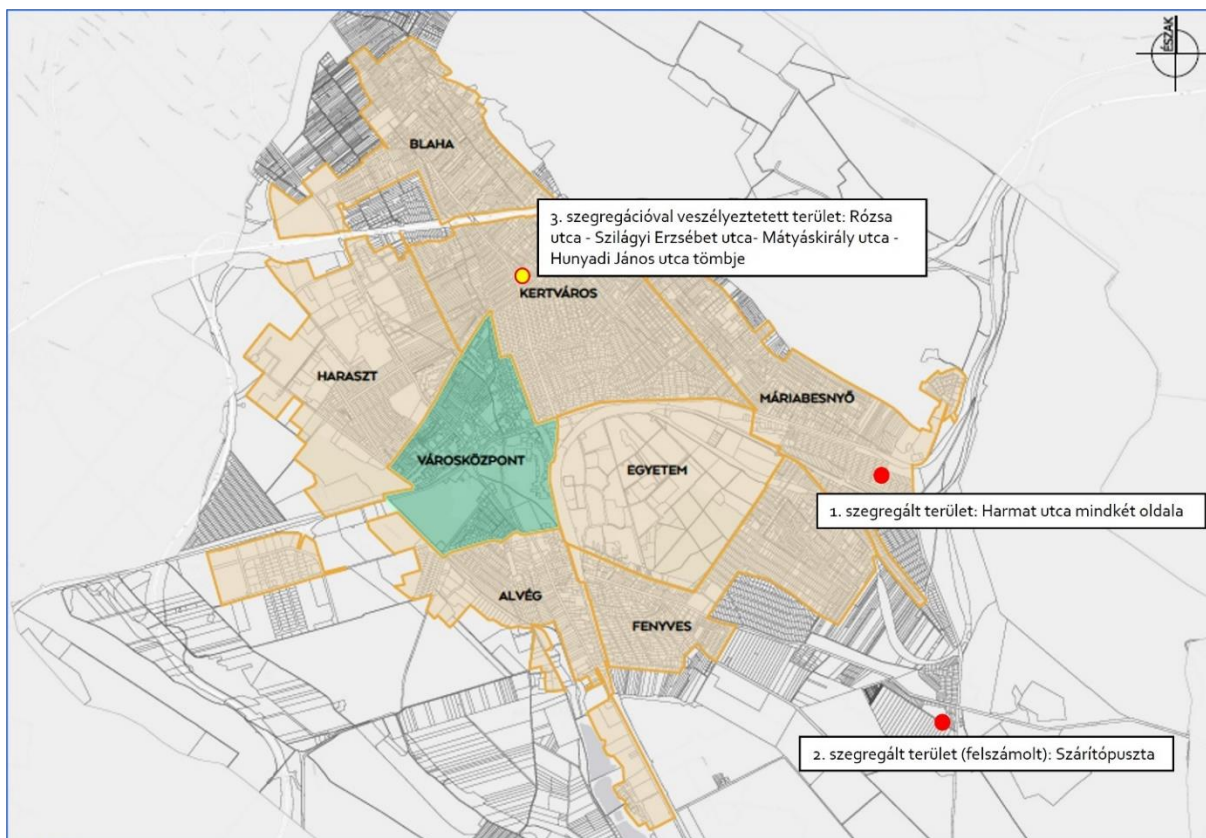 ÉSZAK
BLAHA
3. szegregációval veszélyeztetett terület: Rózsa
utca - Szilágyi Erzsébet utca- Mátyáskirály utca -
Hunyadi János utca tömbje
KERTVÁROS
HARASZT
MÁRIABESNYŐ
VÁROSKÖZPONT
EGYETEM
1. szegregált terület: Harmat utca mindkét oldala
ALVÉG
FENYVES
2. szegregált terület (felszámolt): Szárítópuszta